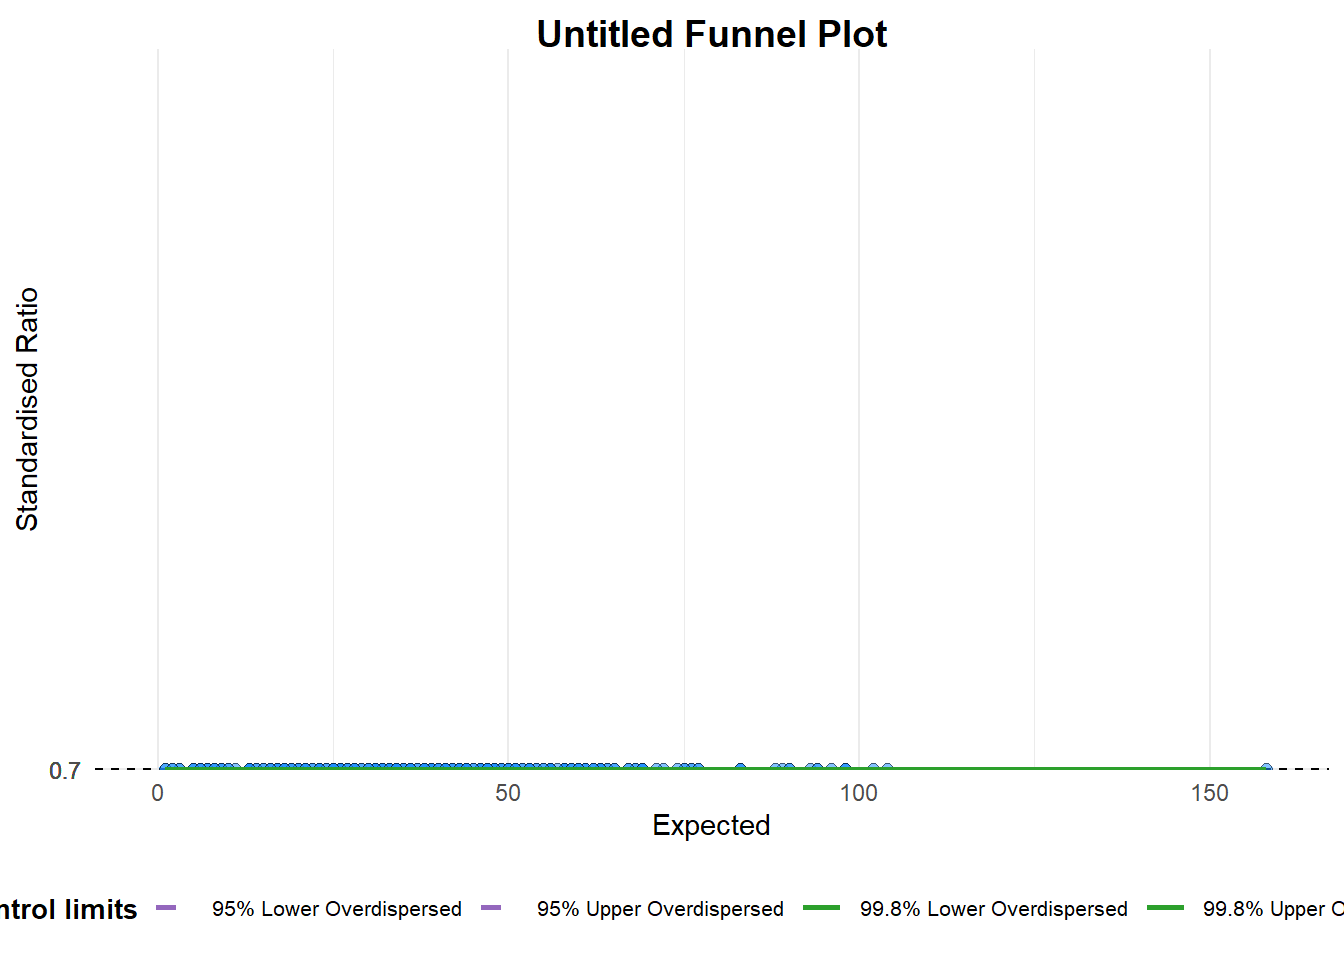 Untitled Funnel Plot
Standardised Ratio
0.7
0 50 100 150
Expected
ntrol limits 95% Lower Overdispersed 95% Upper Overdispersed 99.8% Lower Overdispersed 99.8% Upper O